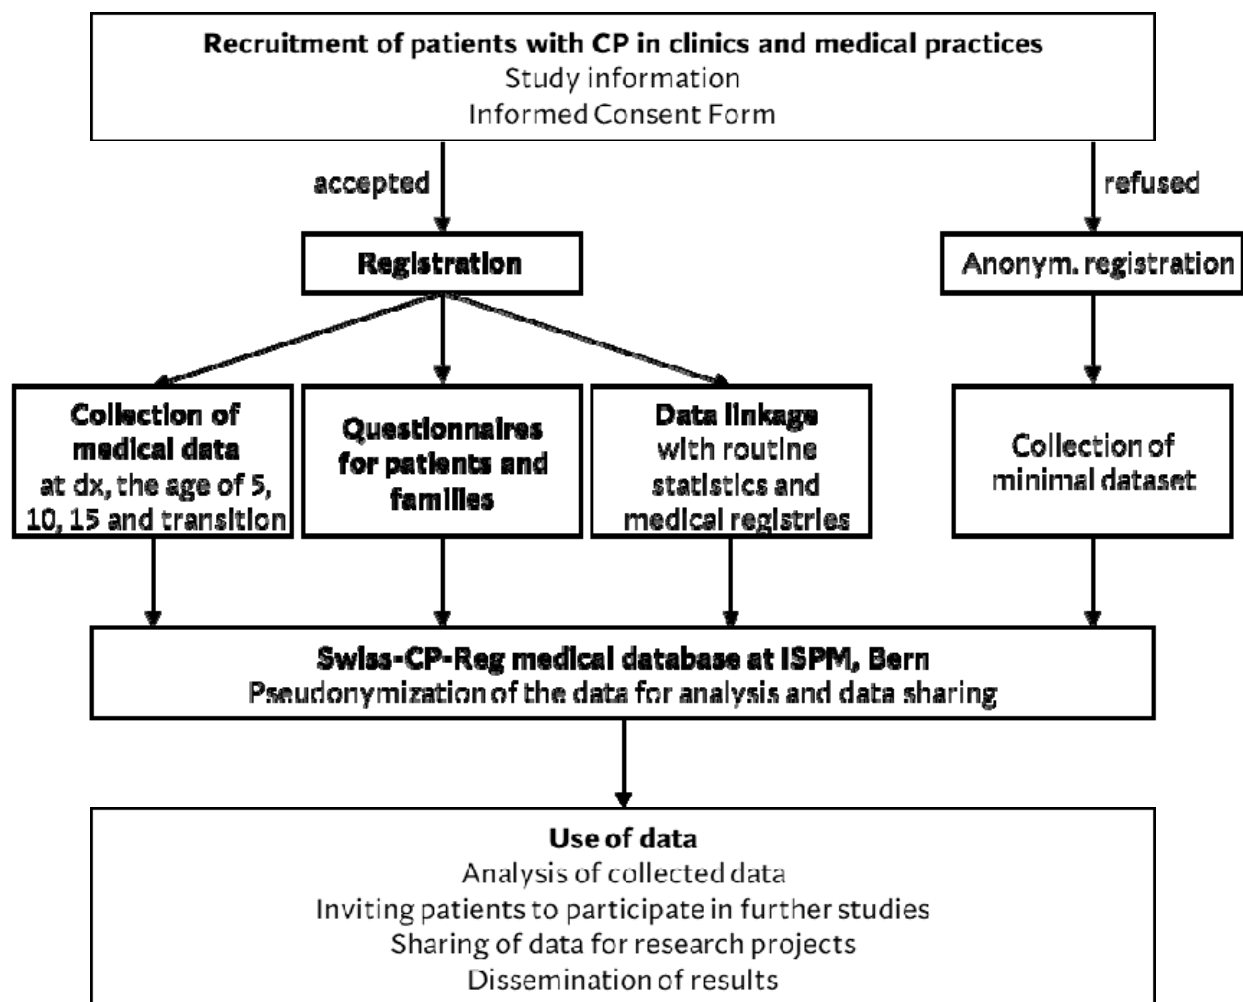 Recruitment of patients with CP in clinics and medical practices
Study information
Informed Consent Form
accepted
refused
Registration
Anonym. registration
Collection of
medical data
at dx, the age of 5,
10, 15 and transition
Questionnaires
for patients and
families
Data linkage
with routine
statistics and
medical registries
Collection of
minimal dataset
Swiss-CP-Reg medical database at ISPM, Bern
Pseudonymization of the data for analysis and data sharing
Use of data
Analysis of collected data
Inviting patients to participate in further studies
Sharing of data for research projects
Dissemination of results